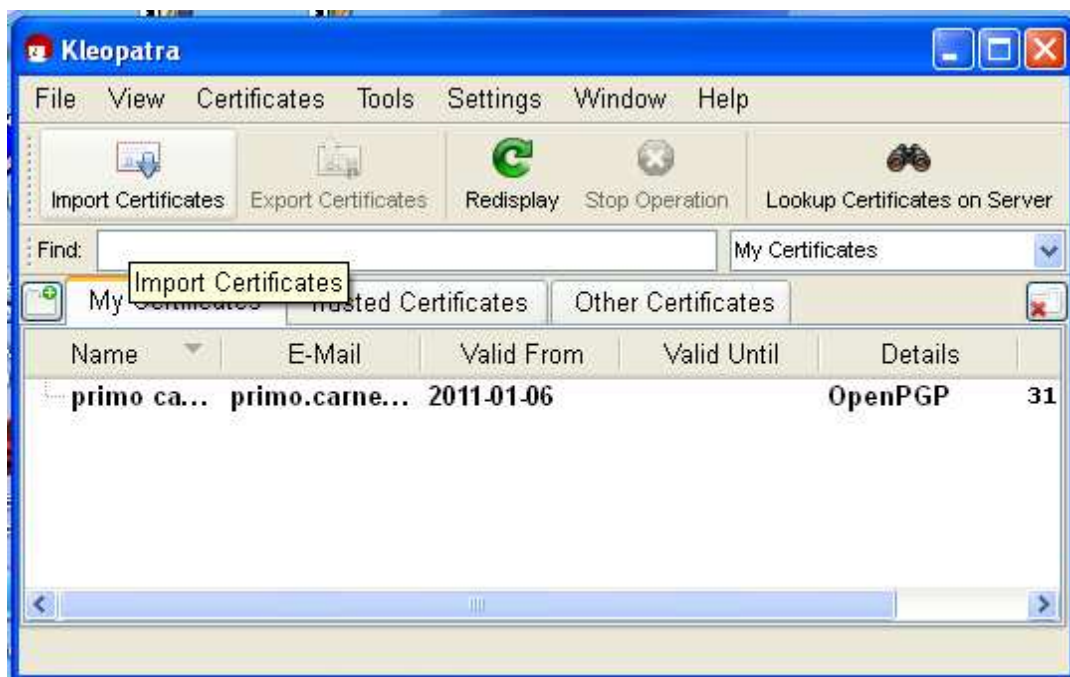 Kleopatra
File View Certificates Tools Settings Window Help
Import Certificates Export Certificates Redisplay Stop Operation Lookup Certificates on Server
Find: My Certificates
Import Certificates
My Certificates Trusted Certificates Other Certificates
Name E-Mail Valid From Valid Until Details
primo ca... primo.carne... 2011-01-06 OpenPGP 31